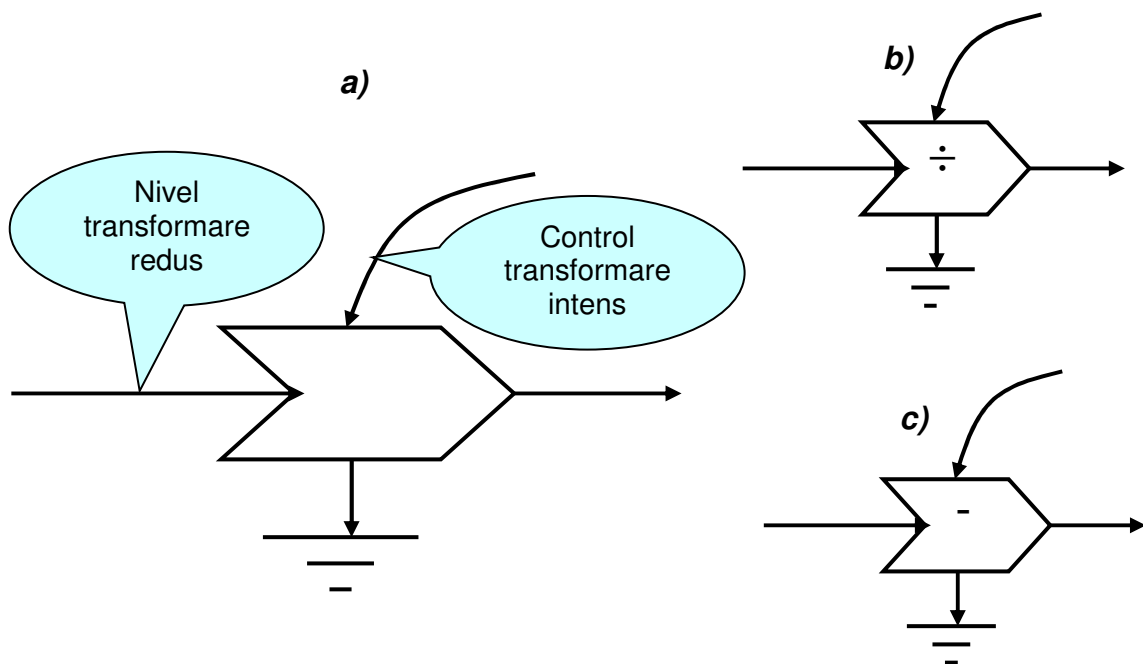 a)
Nivel
transformare
redus
Control
transformare
intens
b)
÷
c)
-